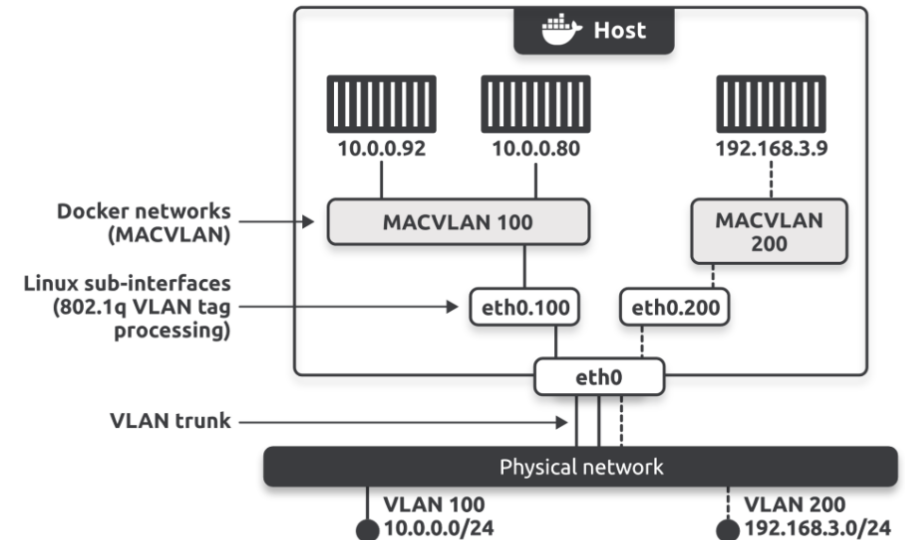 Host
10.0.0.92
10.0.0.80
192.168.3.9
Docker networks
(MACVLAN)
MACVLAN 100
MACVLAN
200
Linux sub-interfaces
(802.1q VLAN tag
processing)
eth0.100
eth0.200
eth0
VLAN trunk
Physical network
VLAN 100
10.0.0.0/24
VLAN 200
192.168.3.0/24